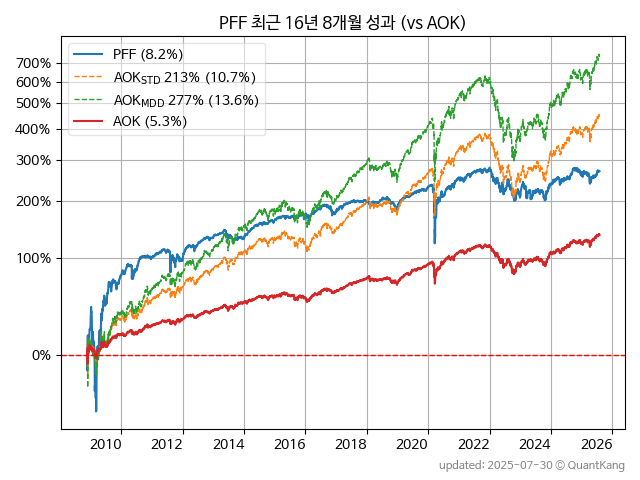 PFF 최근 16년 8개월 성과 (vs AOK)
700%
600%
500%
400%
300%
200%
100%
0%
PFF (8.2%)
AOK_STD 213% (10.7%)
AOK_MDD 277% (13.6%)
AOK (5.3%)
2010 2012 2014 2016 2018 2020 2022 2024 2026
updated: 2025-07-30 © QuantKang